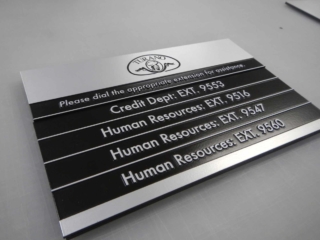 Please dial the appropriate extension for assistance.
Credit Dept: EXT. 9553
Human Resources: EXT. 9516
Human Resources: EXT. 9547
Human Resources: EXT. 9560